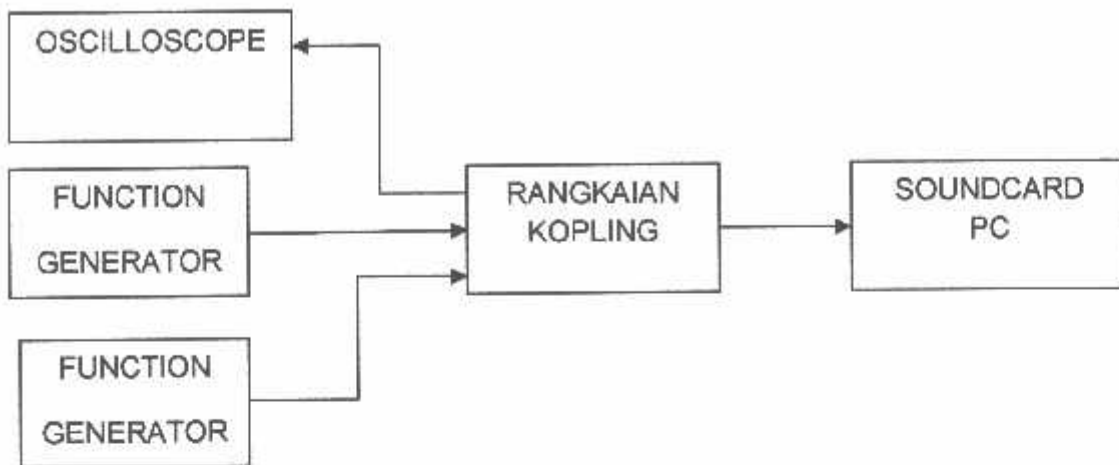 OSCILLOSCOPE
FUNCTION
GENERATOR
FUNCTION
GENERATOR
RANGKAIAN
KOPLING
SOUNDCARD
PC